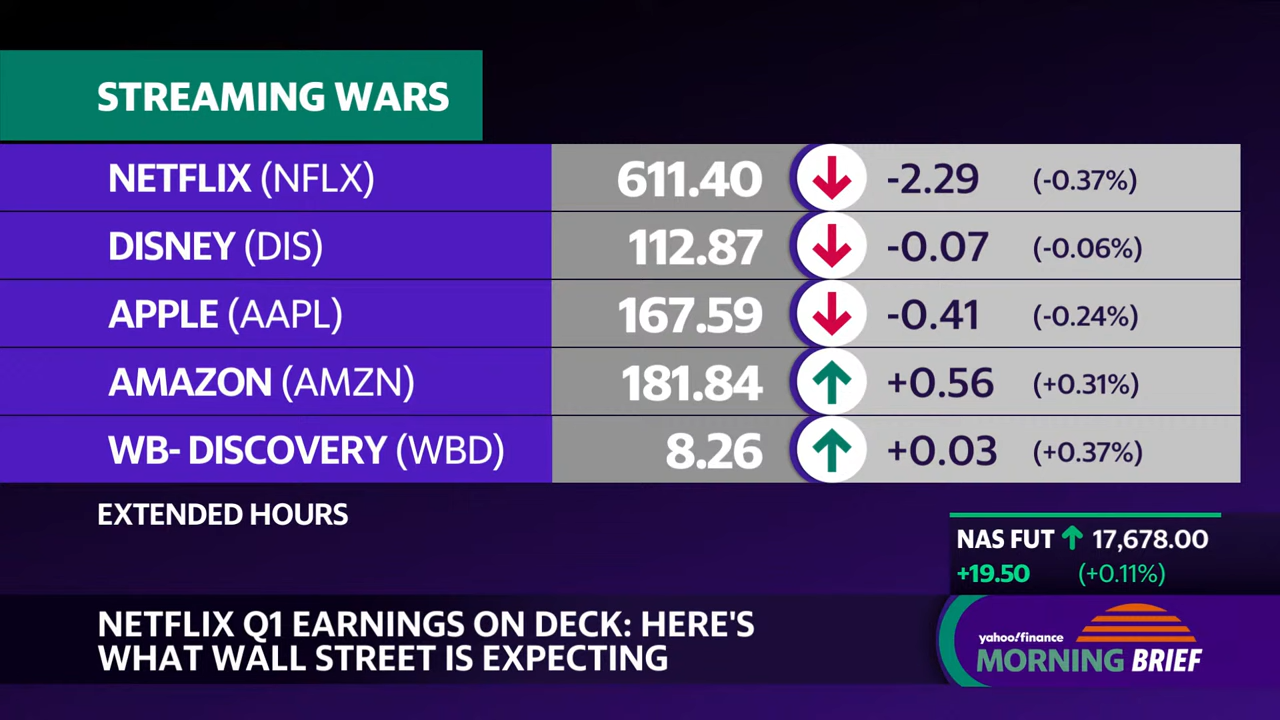 STREAMING WARS
NETFLIX (NFLX) 611.40 -2.29 (-0.37%)
DISNEY (DIS) 112.87 -0.07 (-0.06%)
APPLE (AAPL) 167.59 -0.41 (-0.24%)
AMAZON (AMZN) 181.84 +0.56 (+0.31%)
WB- DISCOVERY (WBD) 8.26 +0.03 (+0.37%)
EXTENDED HOURS
NAS FUT 17,678.00
+19.50 (+0.11%)
NETFLIX Q1 EARNINGS ON DECK: HERE'S
WHAT WALL STREET IS EXPECTING
yahoo!finance
MORNING BRIEF